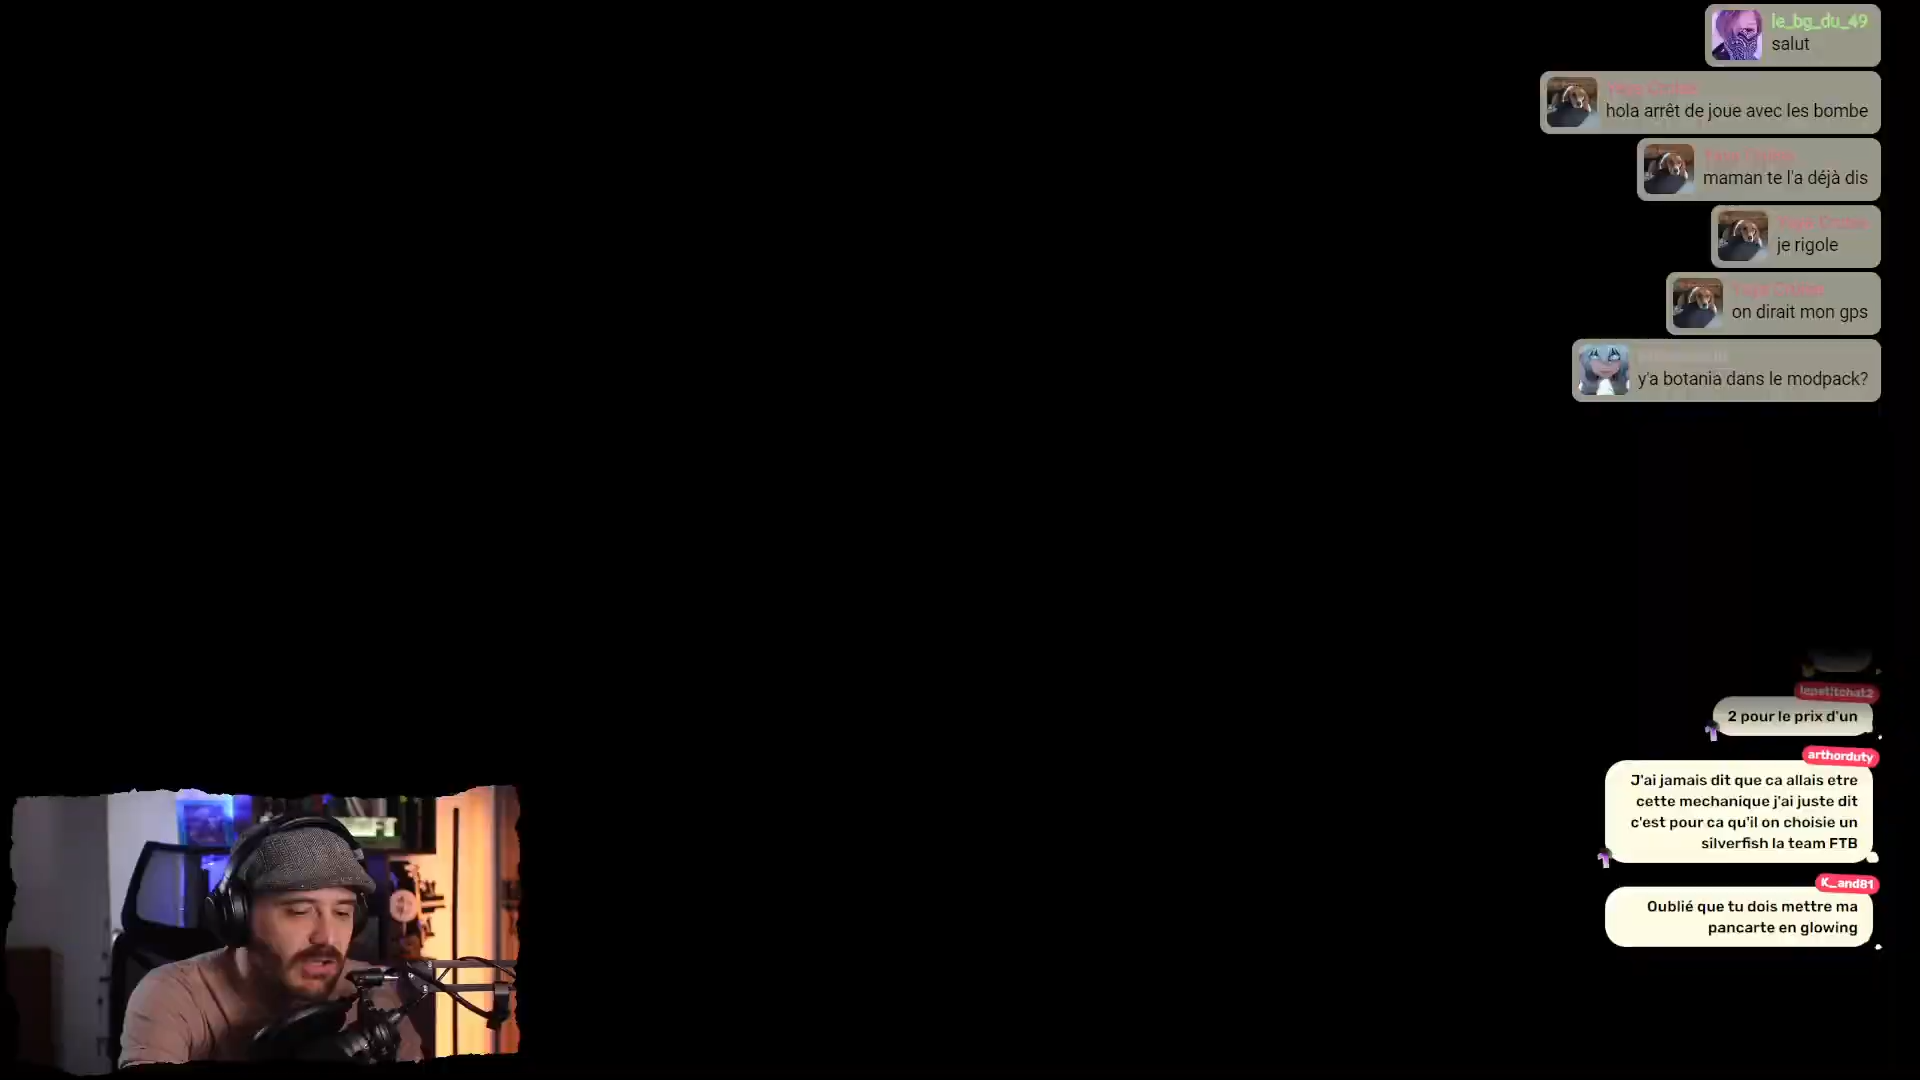 le_bg_du_49
salut
hola arrêt de joue avec les bombe
maman te l'a déjà dis
je rigole
on dirait mon gps
y'a botania dans le modpack?
lepetitchat2
2 pour le prix d'un
arthorduty
J'ai jamais dit que ca allais etre
cette mechanique j'ai juste dit
c'est pour ca qu'il on choisie un
silverfish la team FTB
K_and81
Oublié que tu dois mettre ma
pancarte en glowing